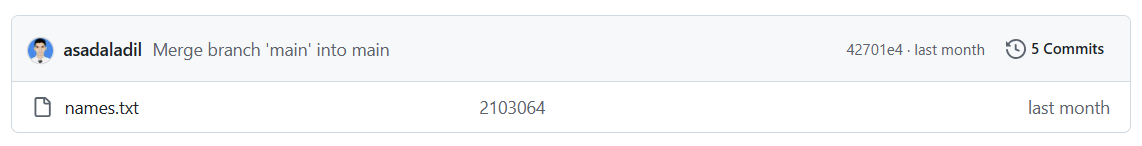 asadaladil Merge branch 'main' into main 42701e4 · last month 5 Commits
names.txt 2103064 last month